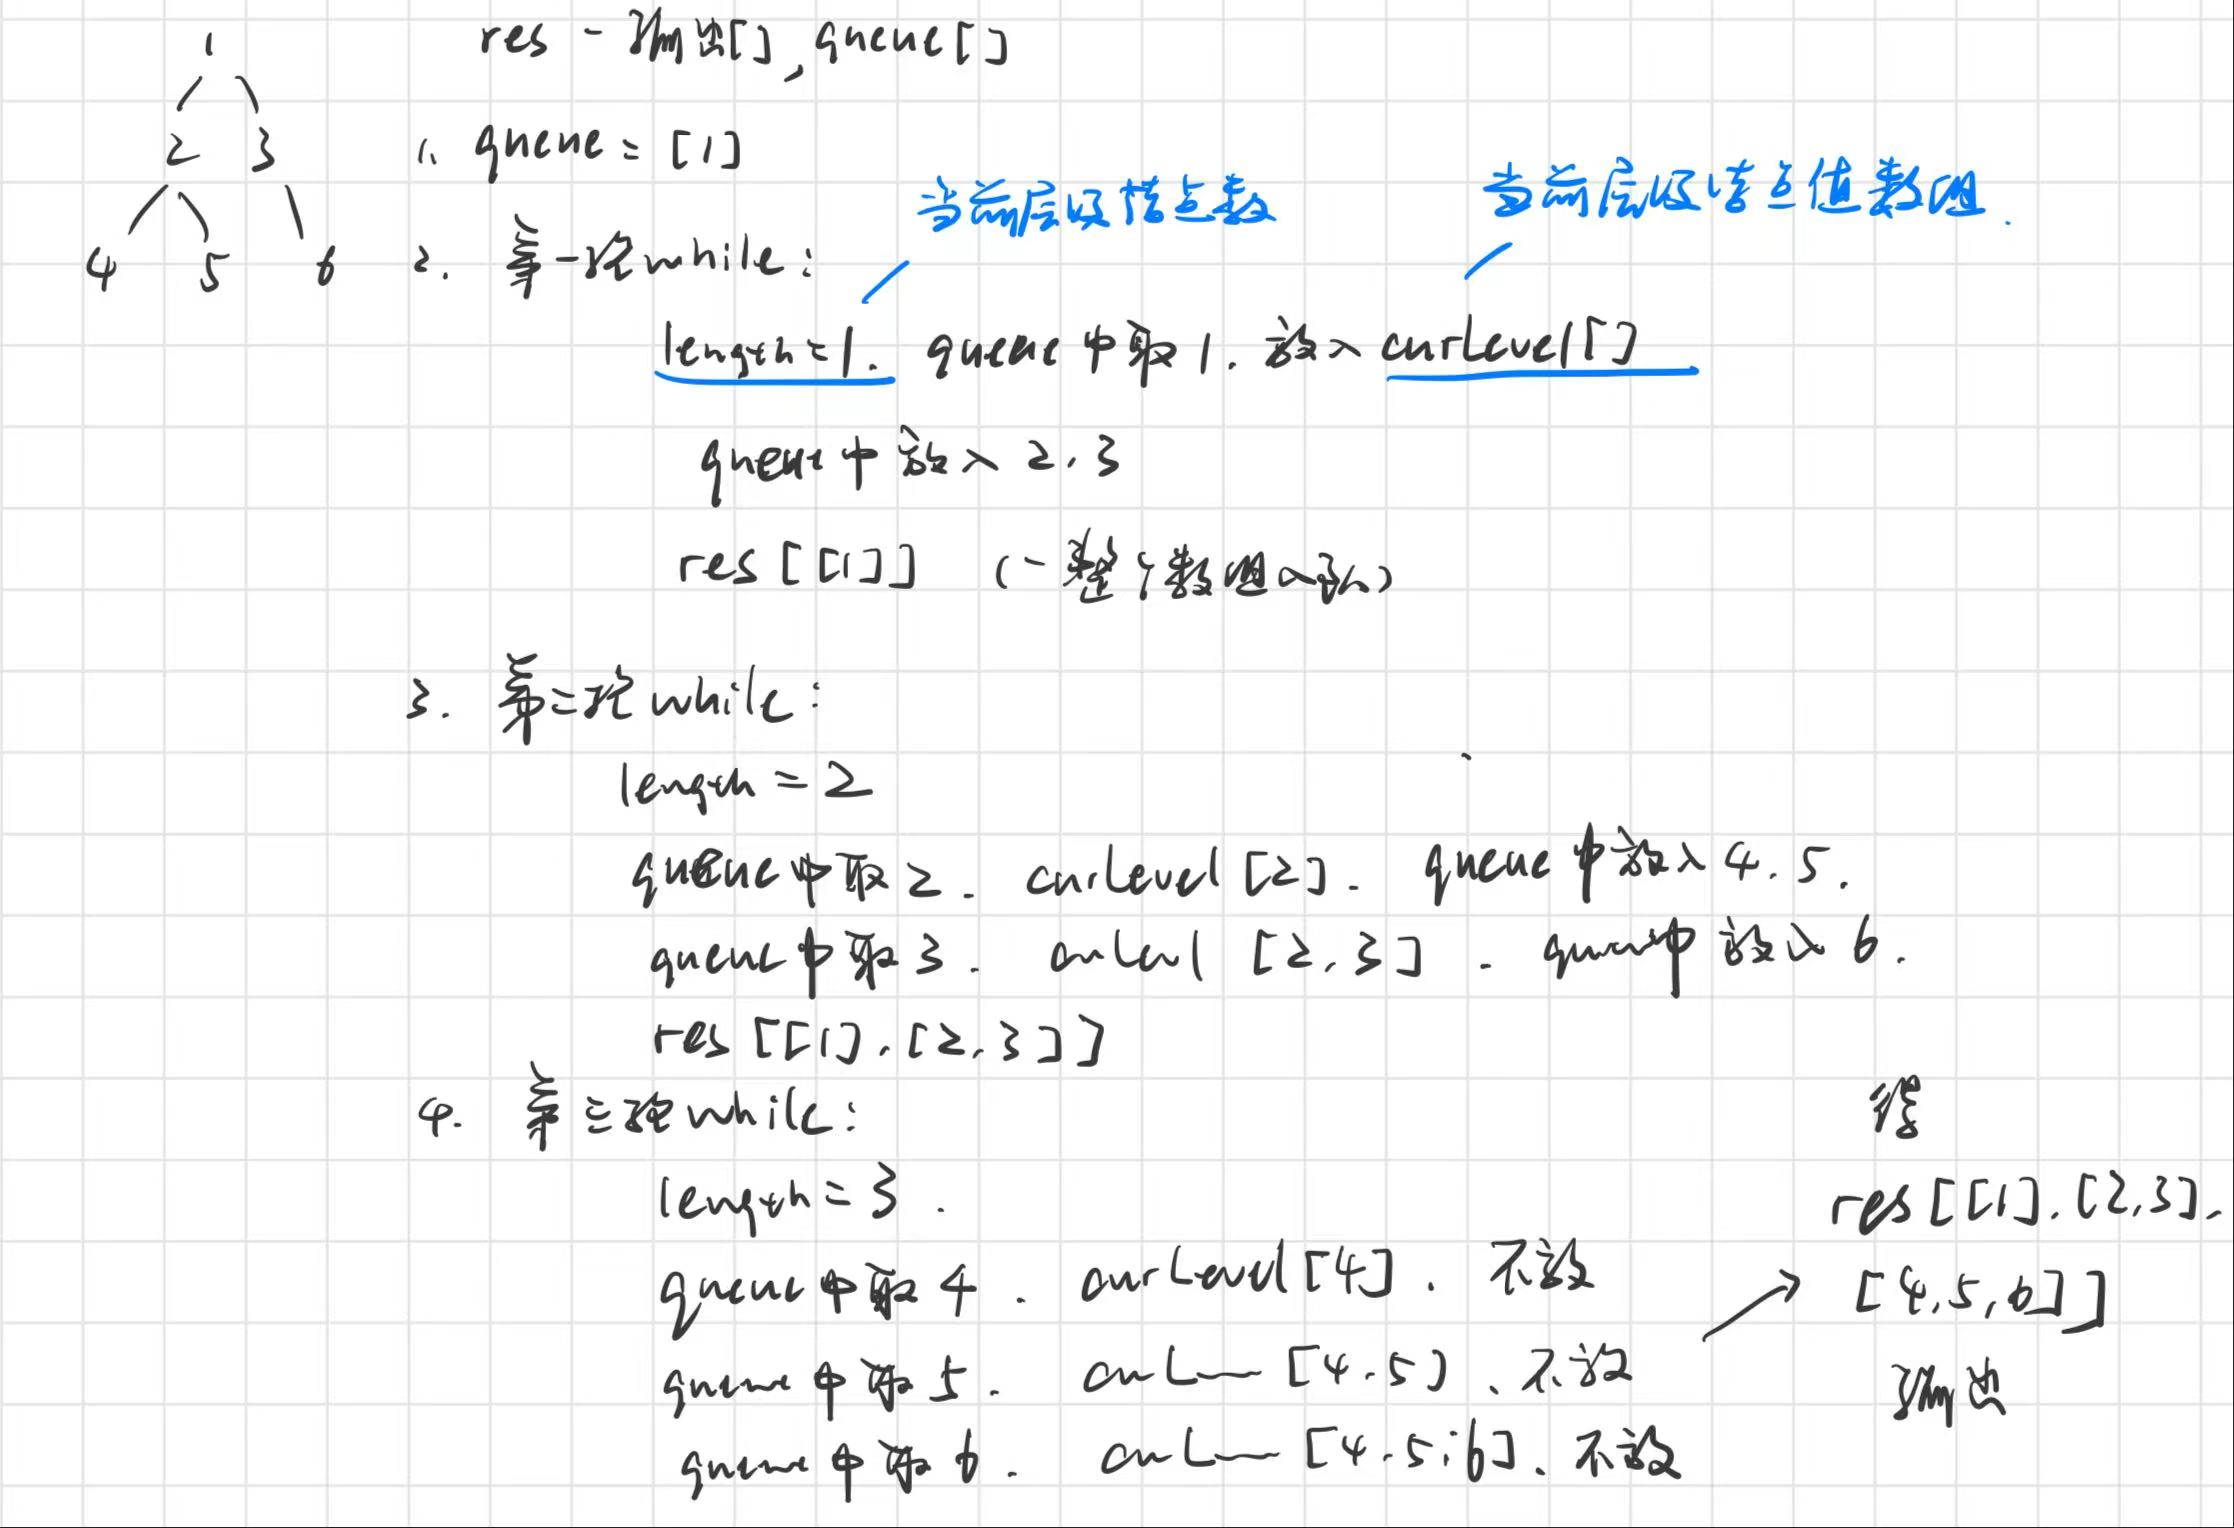 1
2 3
4 5 6
res - 输出[], queue[]
1. queue = [1]
当前层级结点数
当前层级结点值数组.
2. 第一轮while:
length = 1. queue中取1. 放入curLevel[]
queue中放入2, 3
res[[1]] (一整个数组入队)
3. 第二轮while:
length = 2
queue中取2. curLevel[2]. queue中放入4. 5.
queue中取3. curLevel [2, 3]. queue中放入6.
res[[1], [2, 3]]
4. 第三轮while:
length = 3.
queue中取4. curLevel[4]. 不放
queue中取5. curL— [4, 5]. 不放
queue中取6. curL— [4, 5, 6]. 不放
得
res[[1], [2, 3],
[4, 5, 6]]
输出